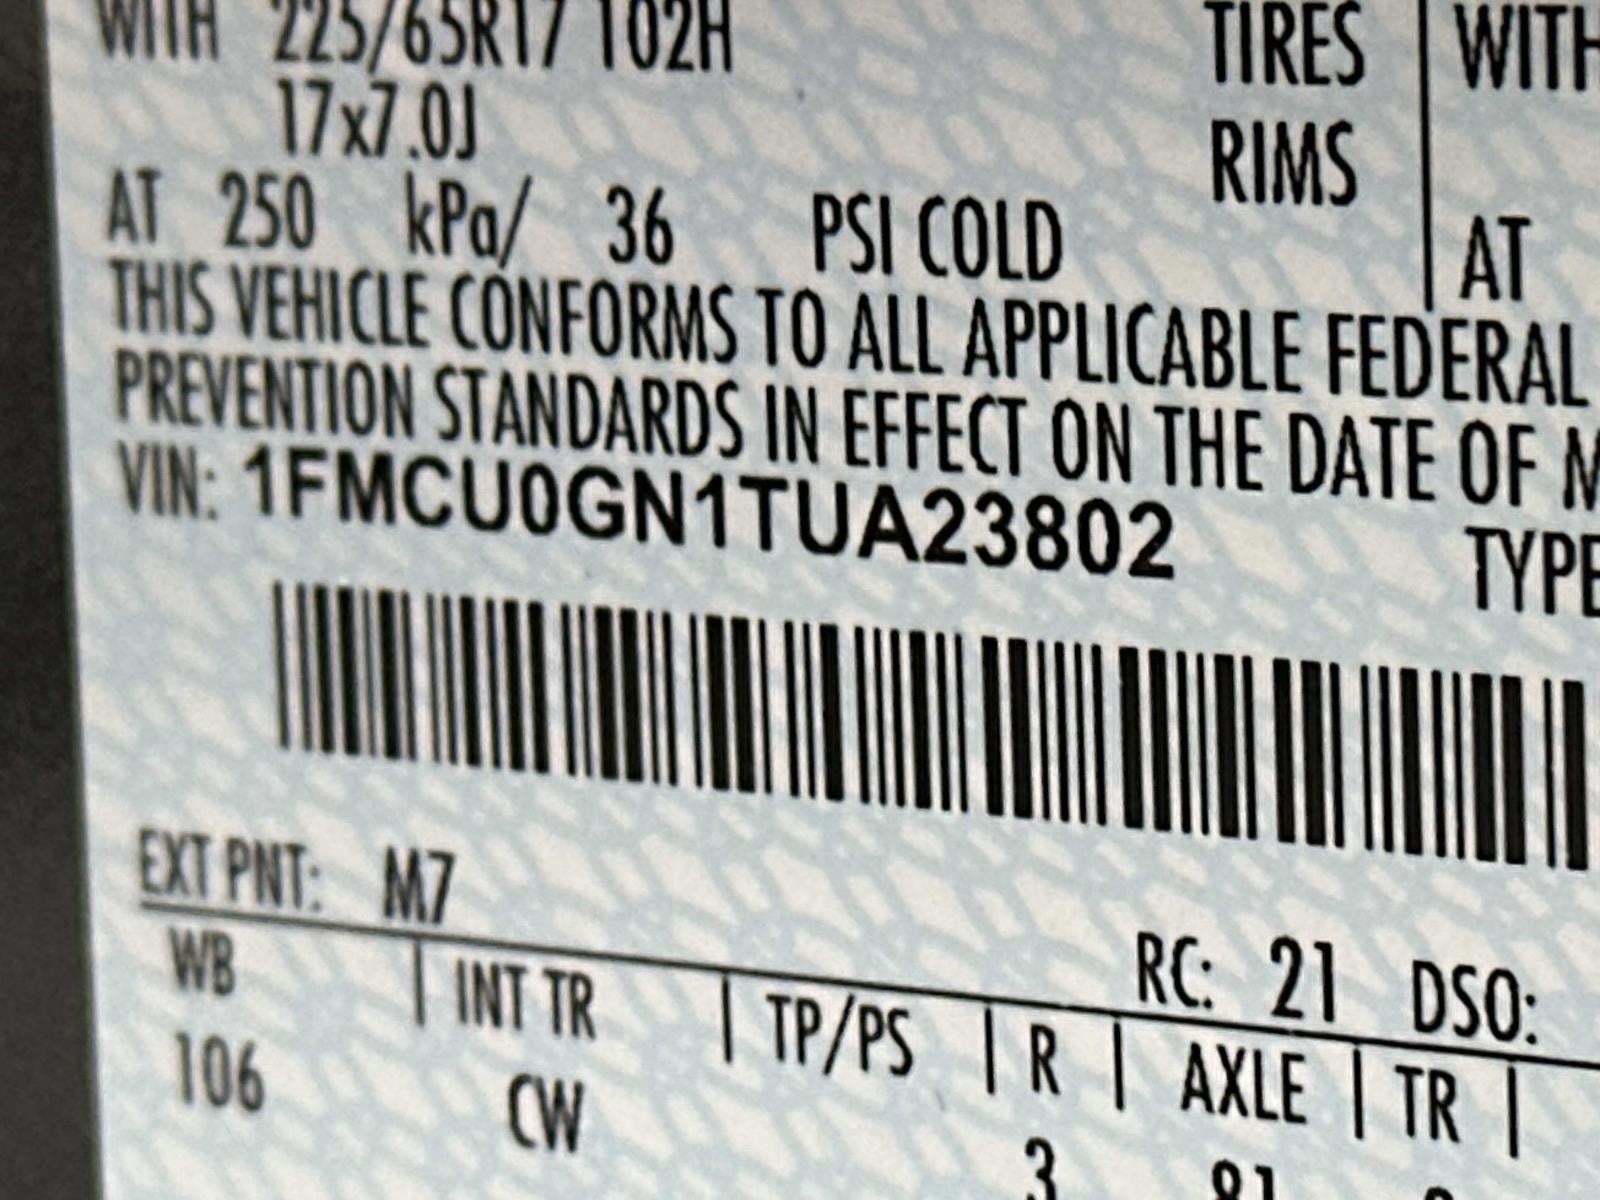 WITH 225/65R17 102H TIRES WITH
17x7.0J RIMS
AT 250 kPa/ 36 PSI COLD AT
THIS VEHICLE CONFORMS TO ALL APPLICABLE FEDERAL
PREVENTION STANDARDS IN EFFECT ON THE DATE OF M
VIN: 1FMCU0GN1TUA23802 TYPE
EXT PNT: M7 RC: 21 DSO:
WB INT TR TP/PS R AXLE TR
106 CW 3 81